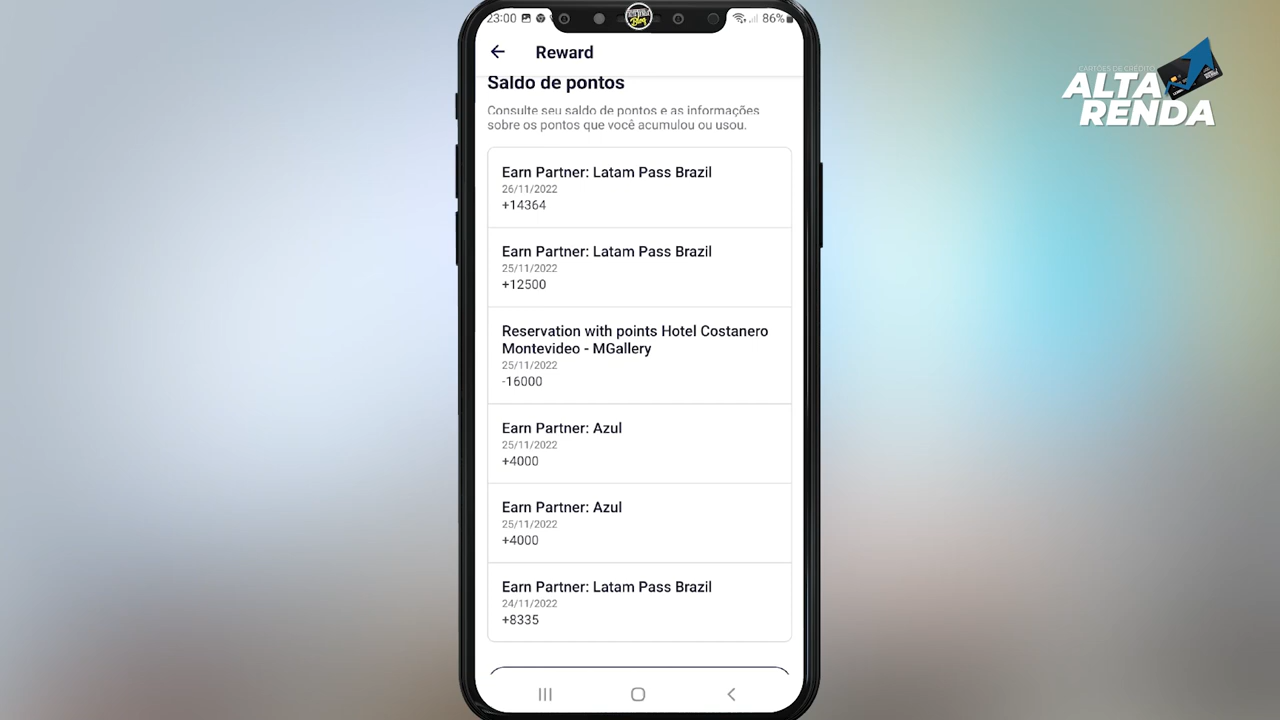 23:00
86%
Reward
Saldo de pontos
Consulte seu saldo de pontos e as informações
sobre os pontos que você acumulou ou usou.
Earn Partner: Latam Pass Brazil
26/11/2022
+14364
Earn Partner: Latam Pass Brazil
25/11/2022
+12500
Reservation with points Hotel Costanero
Montevideo - MGallery
25/11/2022
-16000
Earn Partner: Azul
25/11/2022
+4000
Earn Partner: Azul
25/11/2022
+4000
Earn Partner: Latam Pass Brazil
24/11/2022
+8335
CARTÕES DE CRÉDITO
ALTA
RENDA